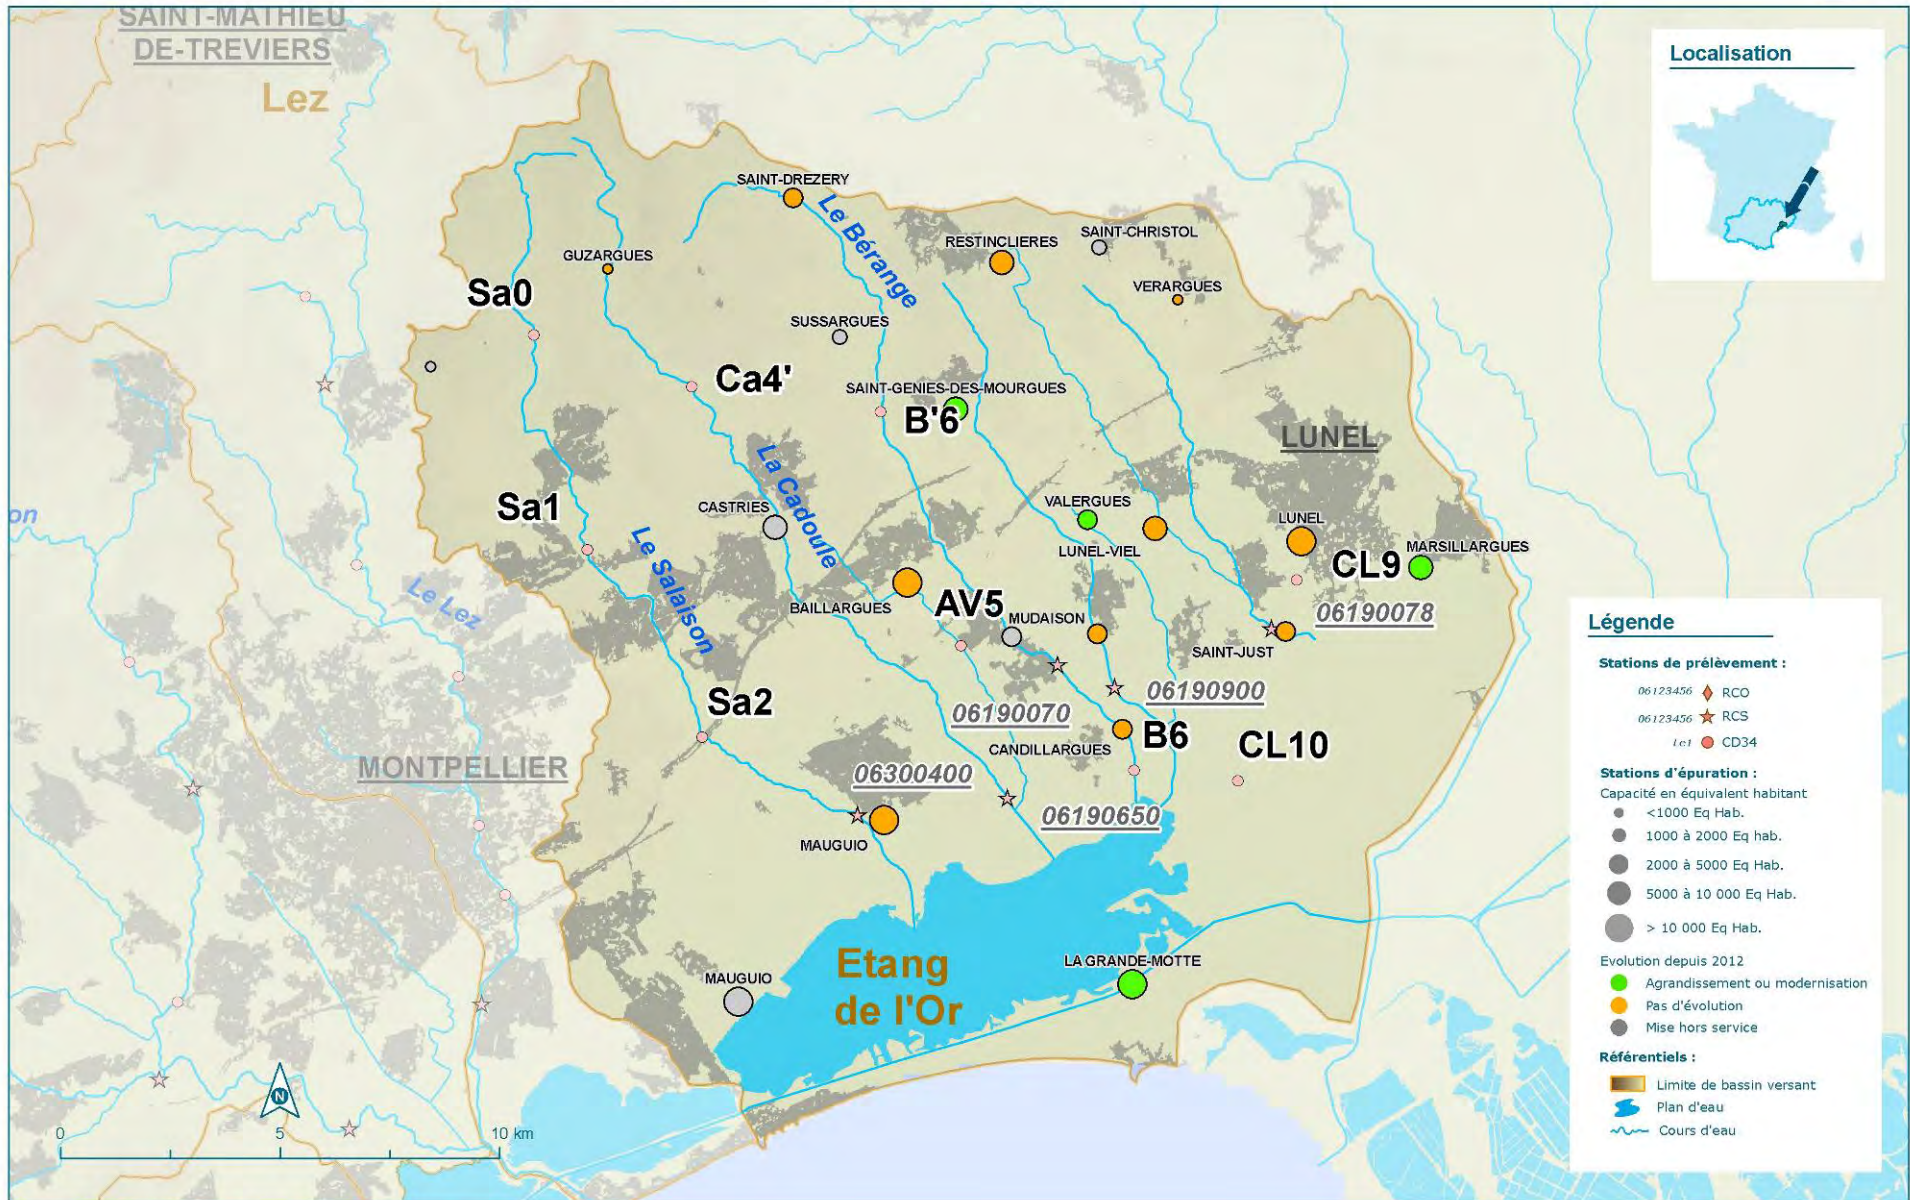 SAINT-MATHIEU
DE-TREVIERS
Lez
Localisation
SAINT-DREZERY
Le Bérange
RESTINCLIERES
SAINT-CHRISTOL
GUZARGUES
VERARGUES
Sa0
SUSSARGUES
Ca4'
SAINT-GENIES-DES-MOURGUES
B'6
LUNEL
La Cadoule
Sa1
CASTRIES
VALERGUES
LUNEL
on
Le Salaison
LUNEL-VIEL
CL9
MARSILLARGUES
Le Lez
BAILLARGUES
AV5
MUDAISON
06190078
SAINT-JUST
Sa2
06190900
06190070
CANDILLARGUES
B6
CL10
MONTPELLIER
06300400
06190650
MAUGUIO
Etang
de l'Or
MAUGUIO
LA GRANDE-MOTTE
N
0
5
10 km
Légende
Stations de prélèvement :
06123456 RCO
06123456 RCS
Le1 CD34
Stations d'épuration :
Capacité en équivalent habitant
<1000 Eq Hab.
1000 à 2000 Eq hab.
2000 à 5000 Eq Hab.
5000 à 10 000 Eq Hab.
> 10 000 Eq Hab.
Evolution depuis 2012
Agrandissement ou modernisation
Pas d'évolution
Mise hors service
Référentiels :
Limite de bassin versant
Plan d'eau
Cours d'eau